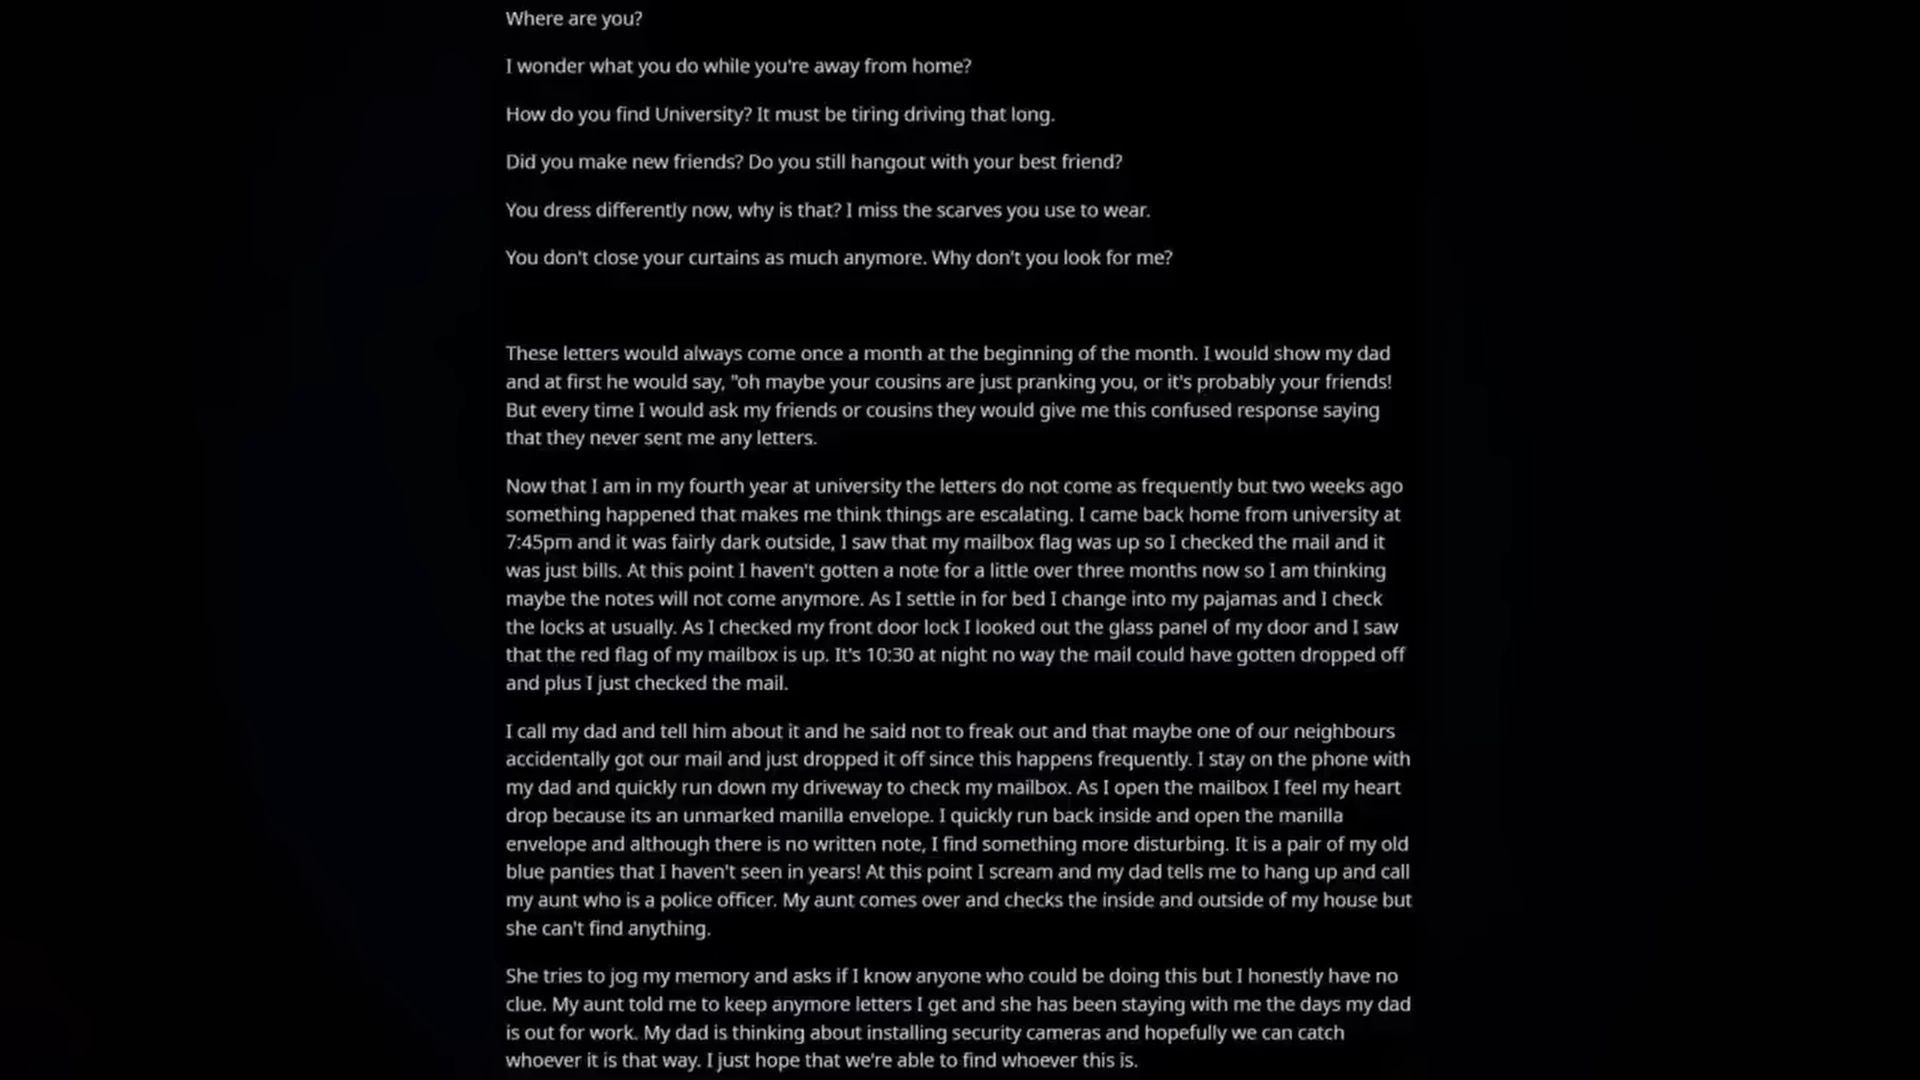 Where are you?
I wonder what you do while you're away from home?
How do you find University? It must be tiring driving that long.
Did you make new friends? Do you still hangout with your best friend?
You dress differently now, why is that? I miss the scarves you use to wear.
You don't close your curtains as much anymore. Why don't you look for me?
These letters would always come once a month at the beginning of the month. I would show my dad
and at first he would say, "oh maybe your cousins are just pranking you, or it's probably your friends!
But every time I would ask my friends or cousins they would give me this confused response saying
that they never sent me any letters.
Now that I am in my fourth year at university the letters do not come as frequently but two weeks ago
something happened that makes me think things are escalating. I came back home from university at
7:45pm and it was fairly dark outside, I saw that my mailbox flag was up so I checked the mail and it
was just bills. At this point I haven't gotten a note for a little over three months now so I am thinking
maybe the notes will not come anymore. As I settle in for bed I change into my pajamas and I check
the locks at usually. As I checked my front door lock I looked out the glass panel of my door and I saw
that the red flag of my mailbox is up. It's 10:30 at night no way the mail could have gotten dropped off
and plus I just checked the mail.
I call my dad and tell him about it and he said not to freak out and that maybe one of our neighbours
accidentally got our mail and just dropped it off since this happens frequently. I stay on the phone with
my dad and quickly run down my driveway to check my mailbox. As I open the mailbox I feel my heart
drop because its an unmarked manilla envelope. I quickly run back inside and open the manilla
envelope and although there is no written note, I find something more disturbing. It is a pair of my old
blue panties that I haven't seen in years! At this point I scream and my dad tells me to hang up and call
my aunt who is a police officer. My aunt comes over and checks the inside and outside of my house but
she can't find anything.
She tries to jog my memory and asks if I know anyone who could be doing this but I honestly have no
clue. My aunt told me to keep anymore letters I get and she has been staying with me the days my dad
is out for work. My dad is thinking about installing security cameras and hopefully we can catch
whoever it is that way. I just hope that we're able to find whoever this is.